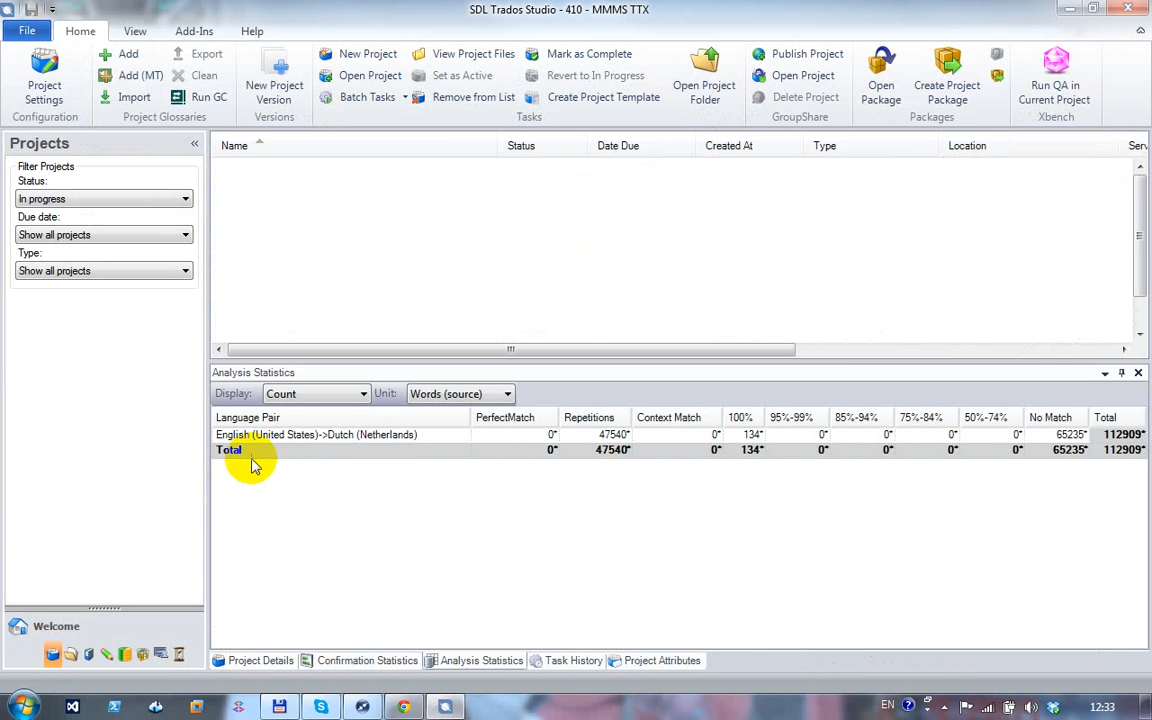 SDL Trados Studio - 410 - MMMS TTX
File Home View Add-Ins Help
Project Settings
Configuration
Add
Add (MT)
Import
Export
Clean
Run GC
Project Glossaries
New Project Version
Versions
New Project
Open Project
Batch Tasks
View Project Files
Set as Active
Remove from List
Mark as Complete
Revert to In Progress
Create Project Template
Open Project Folder
Tasks
Publish Project
Open Project
Delete Project
GroupShare
Open Package
Create Project Package
Packages
Run QA in Current Project
Xbench
Projects
Filter Projects
Status:
In progress
Due date:
Show all projects
Type:
Show all projects
Welcome
Name Status Date Due Created At Type Location Serv
Analysis Statistics
Display: Count Unit: Words (source)
Language Pair PerfectMatch Repetitions Context Match 100% 95%-99% 85%-94% 75%-84% 50%-74% No Match Total
English (United States)->Dutch (Netherlands) 0* 47540* 0* 134* 0* 0* 0* 0* 65235* 112909*
Total 0* 47540* 0* 134* 0* 0* 0* 0* 65235* 112909*
Project Details Confirmation Statistics Analysis Statistics Task History Project Attributes
EN 12:33